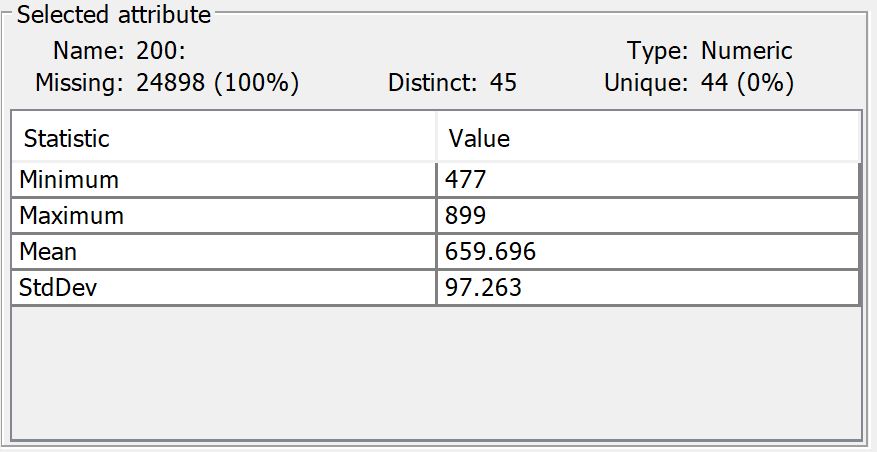 Selected attribute
Name: 200: Type: Numeric
Missing: 24898 (100%) Distinct: 45 Unique: 44 (0%)
Statistic Value
Minimum 477
Maximum 899
Mean 659.696
StdDev 97.263